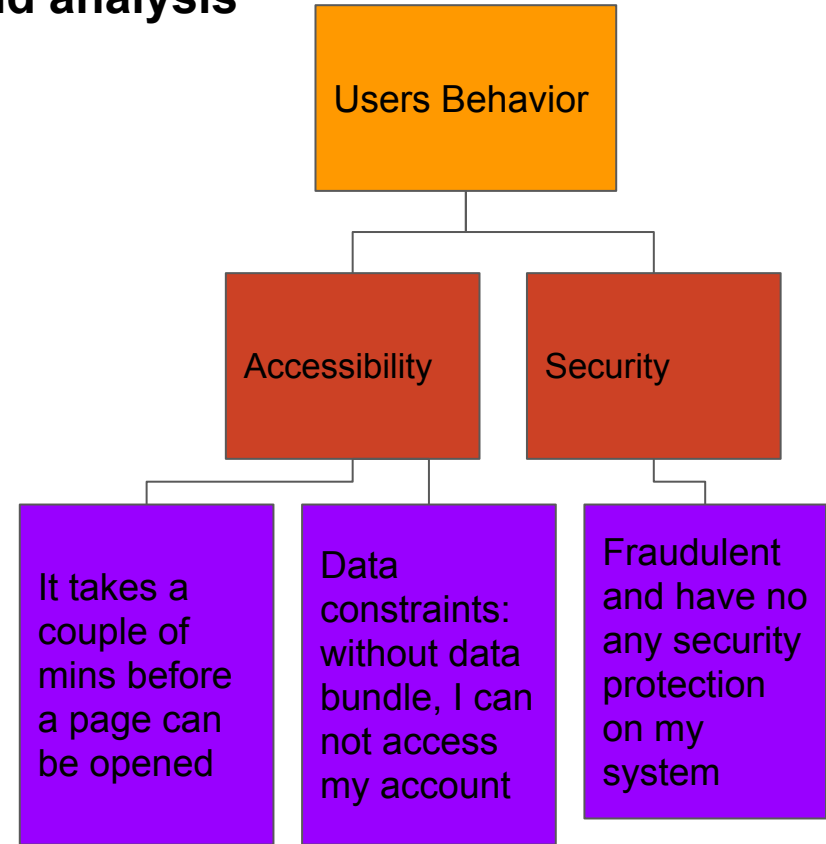 analysis
Users Behavior
Accessibility
Security
It takes a
couple of
mins before
a page can
be opened
Data
constraints:
without data
bundle, I can
not access
my account
Fraudulent
and have no
any security
protection
on my
system